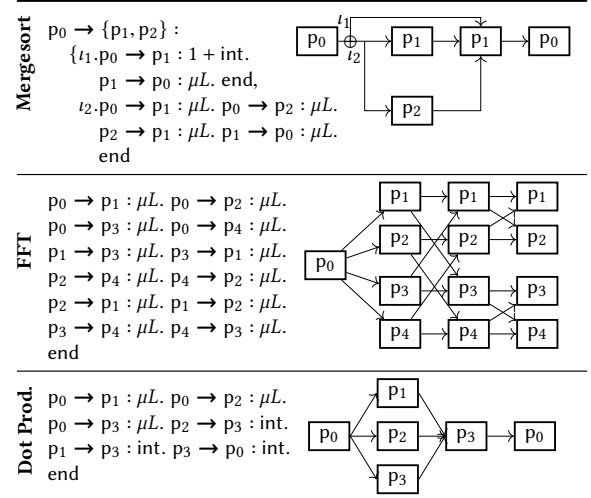 Mergesort
p₀ → {p₁, p₂} :
{ι₁.p₀ → p₁ : 1 + int.
p₁ → p₀ : μL. end,
ι₂.p₀ → p₁ : μL. p₀ → p₂ : μL.
p₂ → p₁ : μL. p₁ → p₀ : μL.
end
ι₁
p₀ ⊕ p₁ p₁ p₀
ι₂
p₂
FFT
p₀ → p₁ : μL. p₀ → p₂ : μL.
p₀ → p₃ : μL. p₀ → p₄ : μL.
p₁ → p₃ : μL. p₃ → p₁ : μL.
p₂ → p₄ : μL. p₄ → p₂ : μL.
p₂ → p₁ : μL. p₁ → p₂ : μL.
p₃ → p₄ : μL. p₄ → p₃ : μL.
end
p₁ p₁ p₁
p₂ p₂ p₂
p₀
p₃ p₃ p₃
p₄ p₄ p₄
Dot Prod.
p₀ → p₁ : μL. p₀ → p₂ : μL.
p₀ → p₃ : μL. p₂ → p₃ : int.
p₁ → p₃ : int. p₃ → p₀ : int.
end
p₁
p₀ p₂ p₃ p₀
p₃